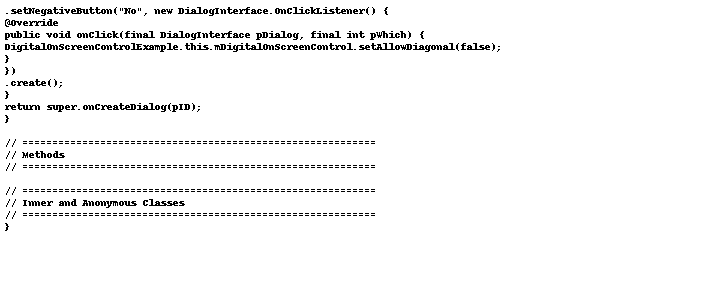 .setNegativeButton("No", new DialogInterface.OnClickListener() {
@Override
public void onClick(final DialogInterface pDialog, final int pWhich) {
DigitalOnScreenControlExample.this.mDigitalOnScreenControl.setAllowDiagonal(false);
}
})
.create();
}
return super.onCreateDialog(pID);
}
// ===========================================================
// Methods
// ===========================================================
// ===========================================================
// Inner and Anonymous Classes
// ===========================================================
}